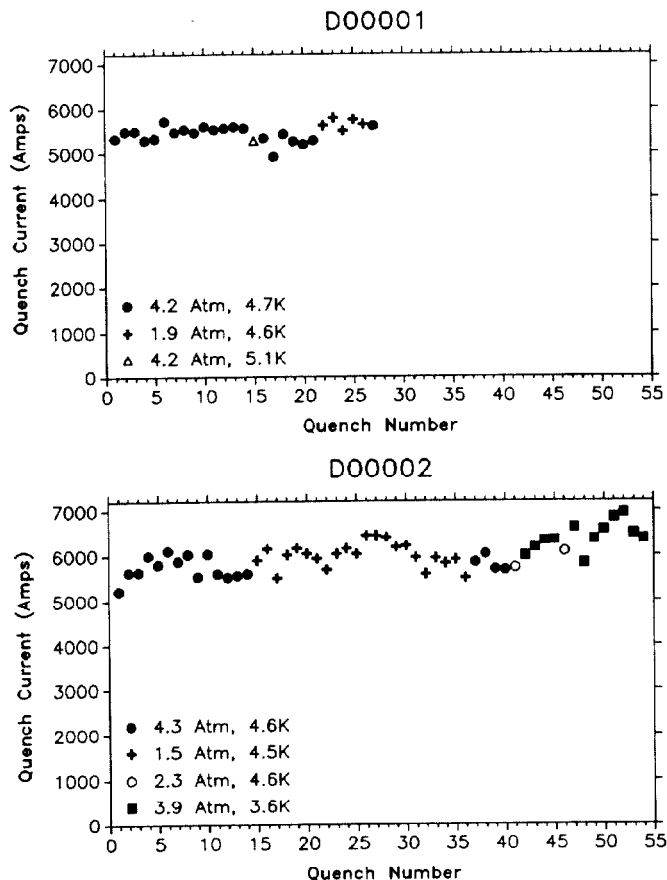 DO0001
7000
6000
5000
4000
3000
2000
1000
0
Quench Current (Amps)
4.2 Atm, 4.7K
1.9 Atm, 4.6K
4.2 Atm, 5.1K
0 5 10 15 20 25 30 35 40 45 50 55
Quench Number
DO0002
7000
6000
5000
4000
3000
2000
1000
0
Quench Current (Amps)
4.3 Atm, 4.6K
1.5 Atm, 4.5K
2.3 Atm, 4.6K
3.9 Atm, 3.6K
0 5 10 15 20 25 30 35 40 45 50 55
Quench Number